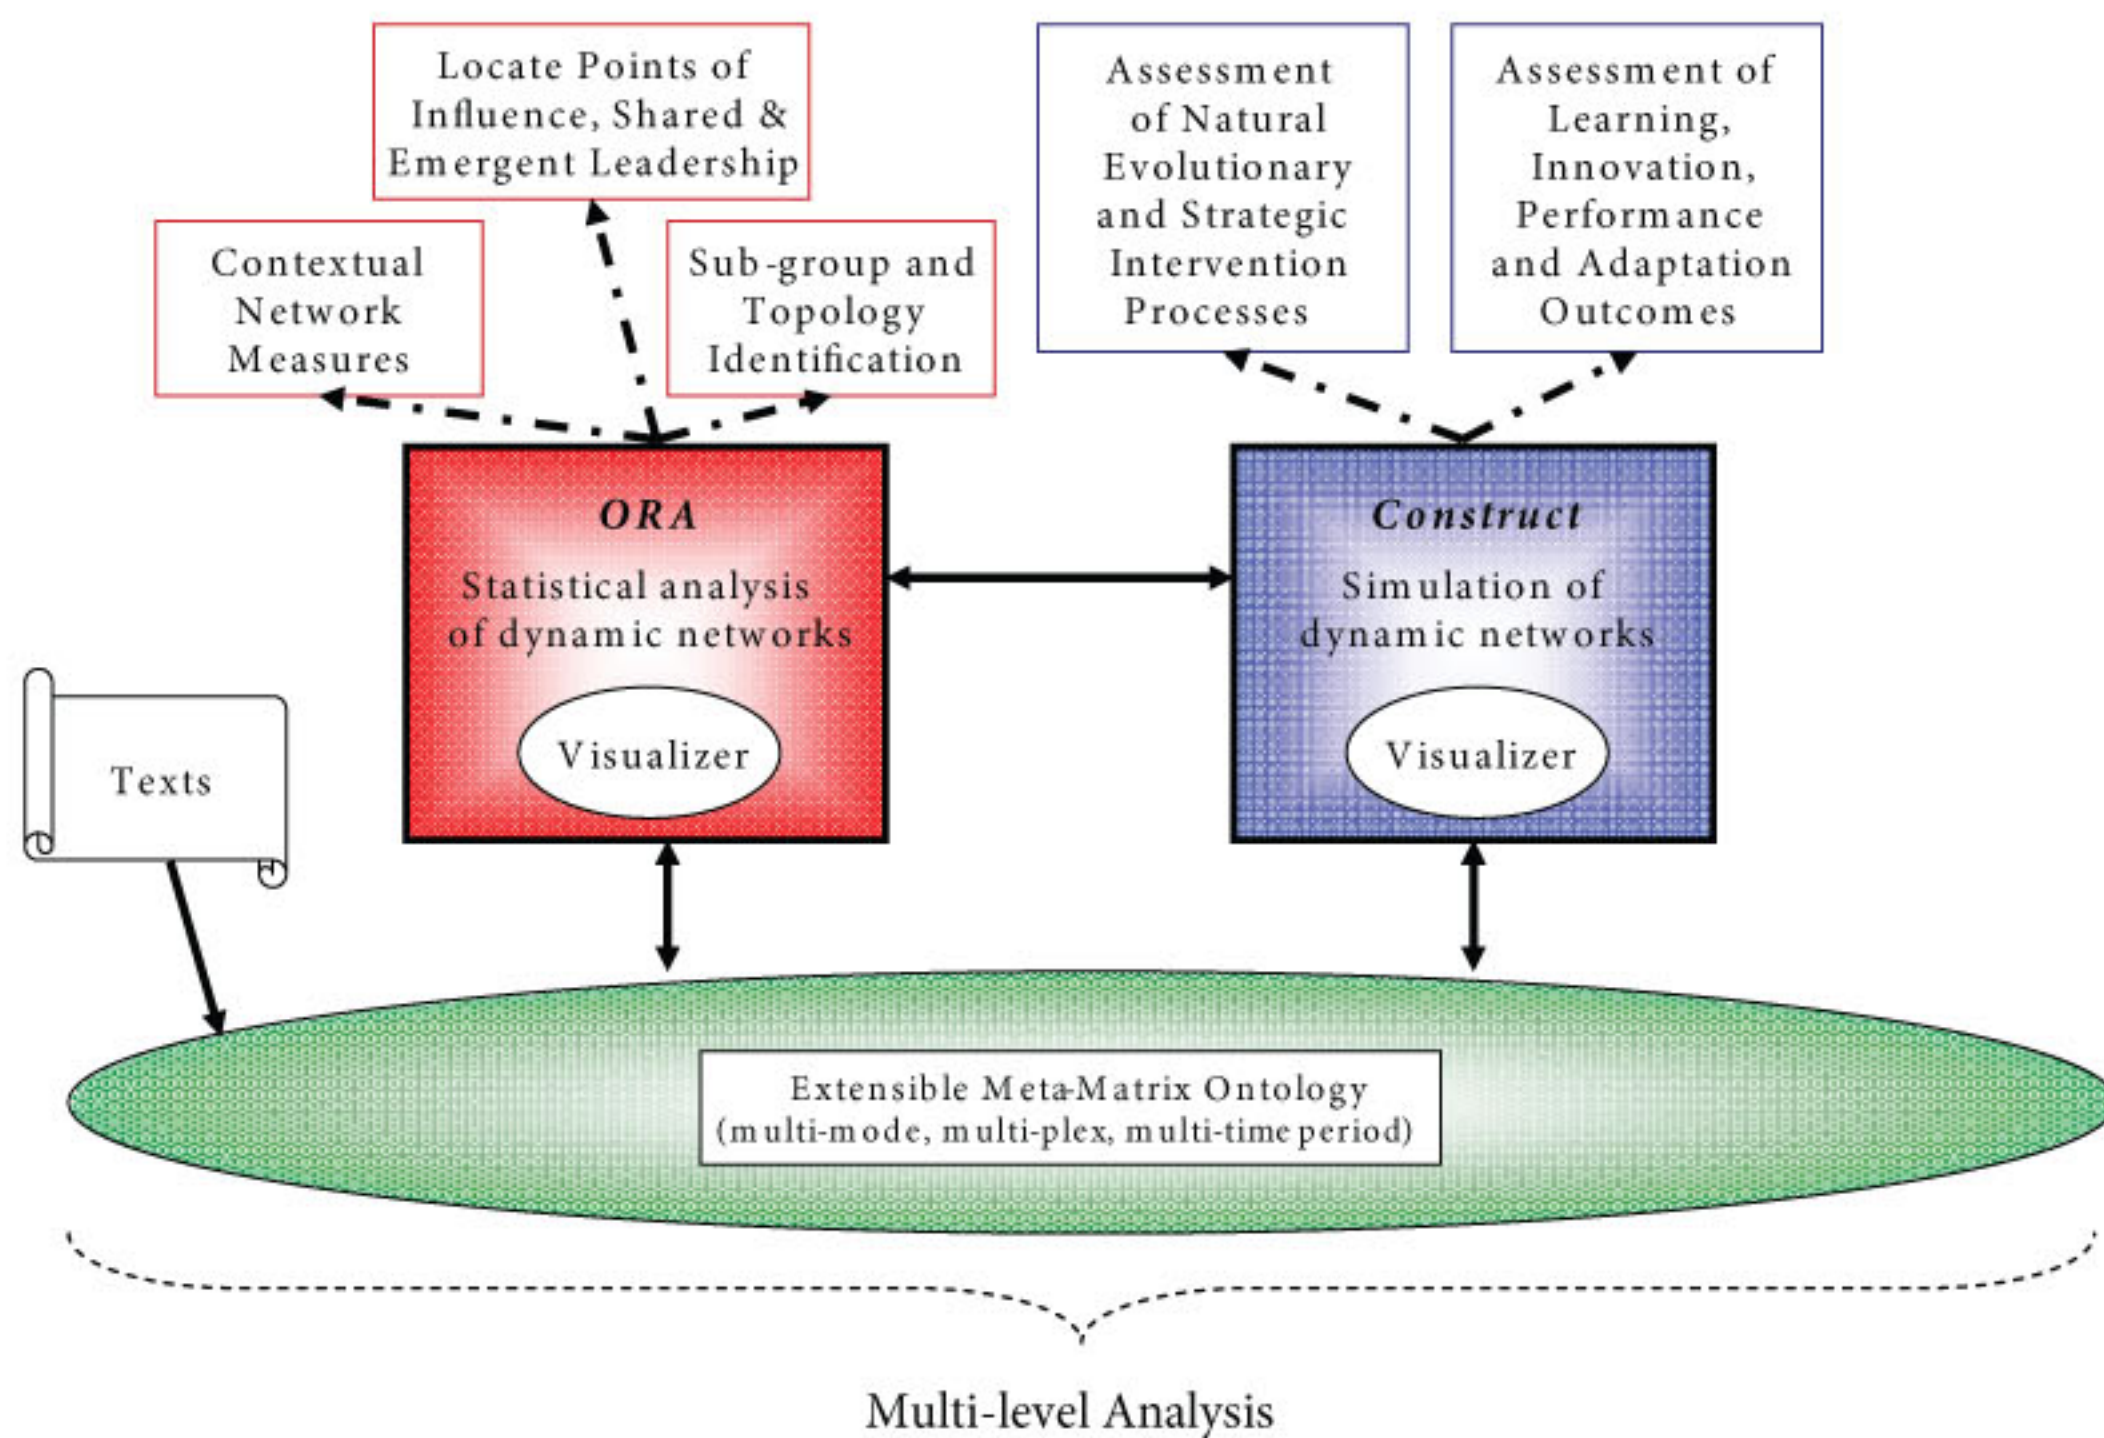 Locate Points of
Influence, Shared &
Emergent Leadership
Contextual
Network
Measures
Sub-group and
Topology
Identification
Assessment
of Natural
Evolutionary
and Strategic
Intervention
Processes
Assessment of
Learning,
Innovation,
Performance
and Adaptation
Outcomes
ORA
Statistical analysis
of dynamic networks
Visualizer
Construct
Simulation of
dynamic networks
Visualizer
Texts
Extensible Meta-Matrix Ontology
(multi-mode, multi-plex, multi-time period)
Multi-level Analysis